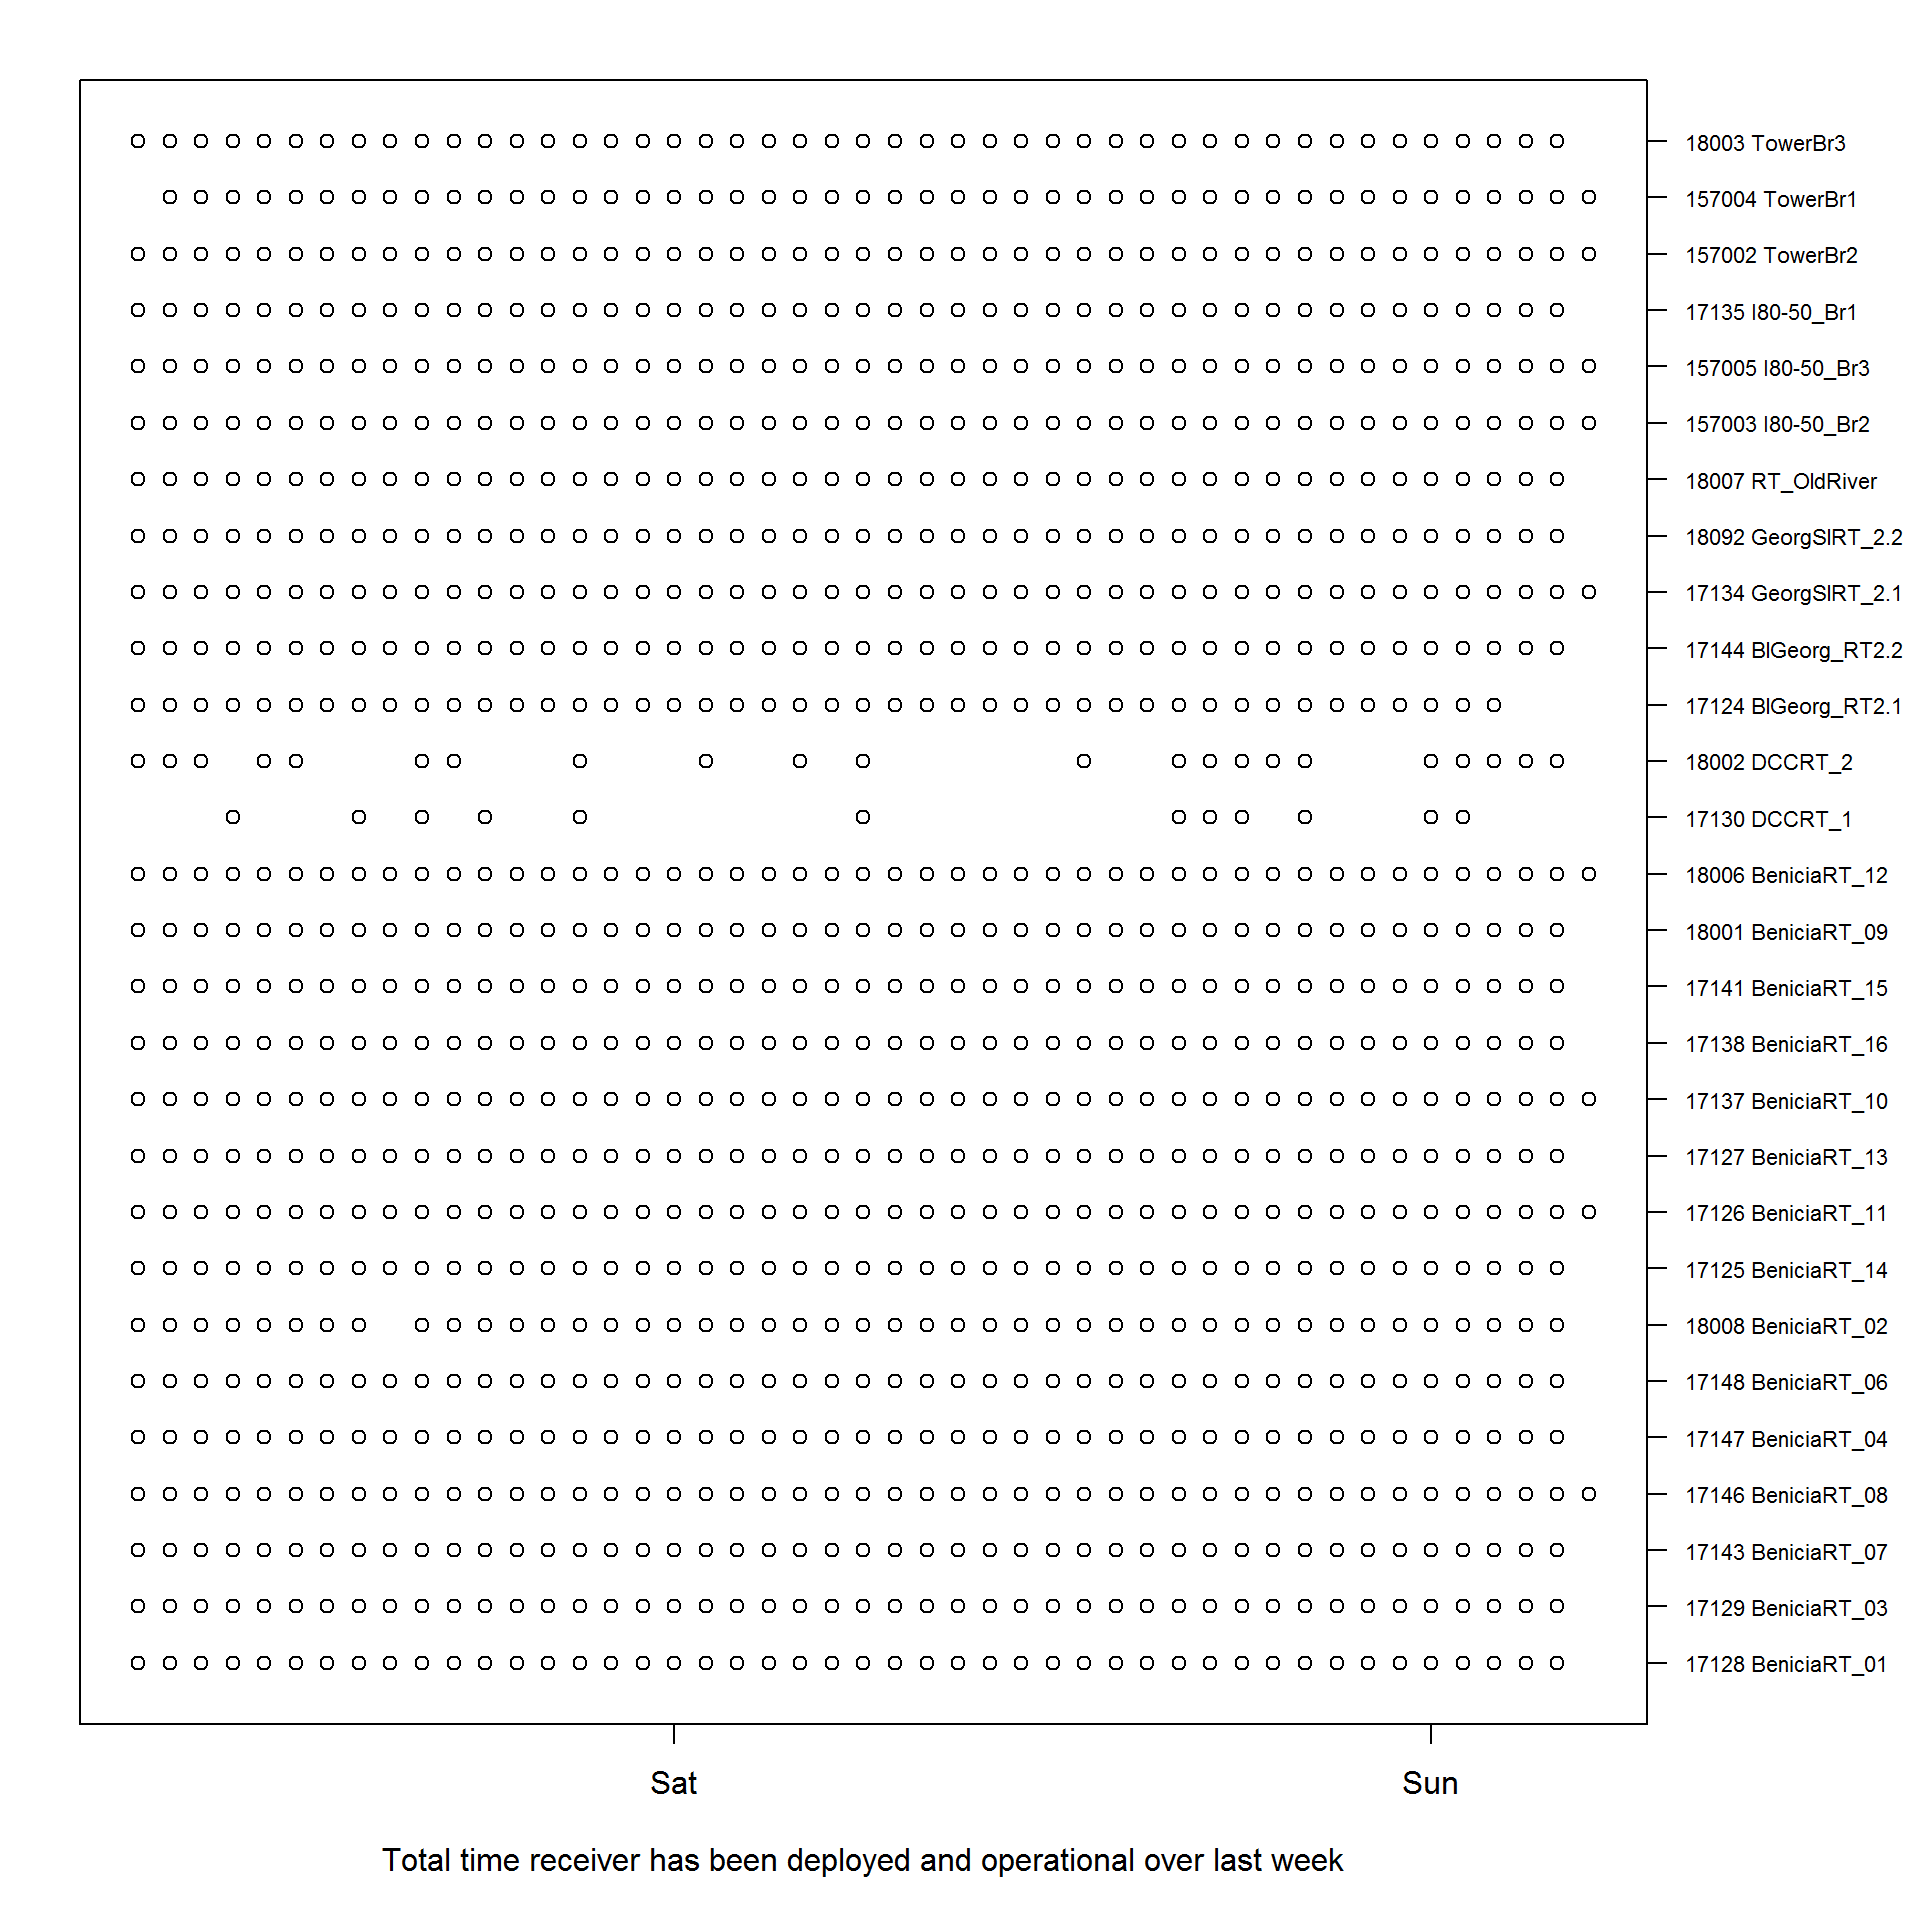 18003 TowerBr3
157004 TowerBr1
157002 TowerBr2
17135 I80-50_Br1
157005 I80-50_Br3
157003 I80-50_Br2
18007 RT_OldRiver
18092 GeorgSlRT_2.2
17134 GeorgSlRT_2.1
17144 BlGeorg_RT2.2
17124 BlGeorg_RT2.1
18002 DCCRT_2
17130 DCCRT_1
18006 BeniciaRT_12
18001 BeniciaRT_09
17141 BeniciaRT_15
17138 BeniciaRT_16
17137 BeniciaRT_10
17127 BeniciaRT_13
17126 BeniciaRT_11
17125 BeniciaRT_14
18008 BeniciaRT_02
17148 BeniciaRT_06
17147 BeniciaRT_04
17146 BeniciaRT_08
17143 BeniciaRT_07
17129 BeniciaRT_03
17128 BeniciaRT_01
Sat Sun
Total time receiver has been deployed and operational over last week